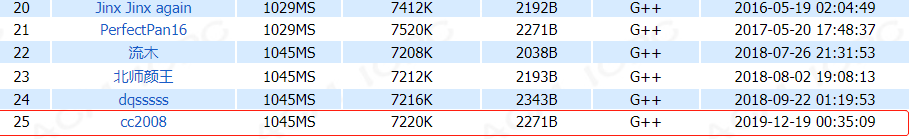 20 Jinx Jinx again 1029MS 7412K 2192B G++ 2016-05-19 02:04:49
21 PerfectPan16 1029MS 7520K 2271B G++ 2017-05-20 17:48:37
22 流木 1045MS 7208K 2038B G++ 2018-07-26 21:31:53
23 北师颜王 1045MS 7212K 2193B G++ 2018-08-02 19:08:13
24 dqsssss 1045MS 7216K 2343B G++ 2018-09-22 01:19:53
25 cc2008 1045MS 7220K 2271B G++ 2019-12-19 00:35:09